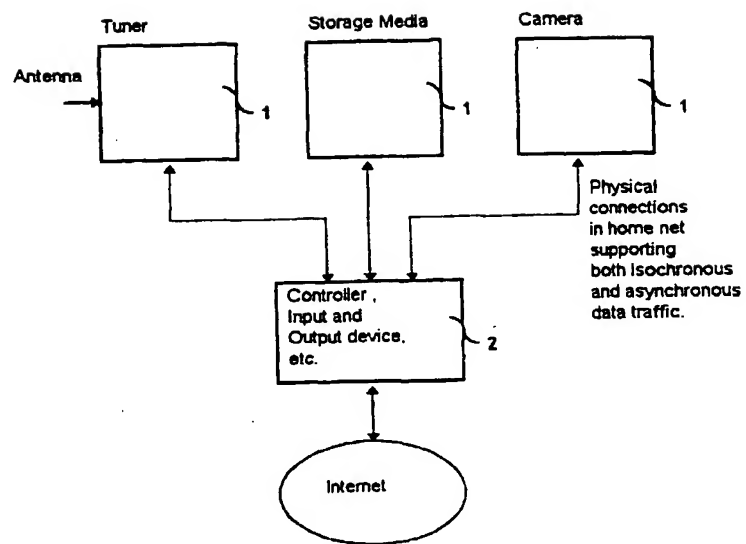 Tuner
Storage Media
Camera
Antenna
1
1
1
Physical
connections
in home net
supporting
both isochronous
and asynchronous
data traffic.
Controller ,
Input and
Output device,
etc.
2
Internet